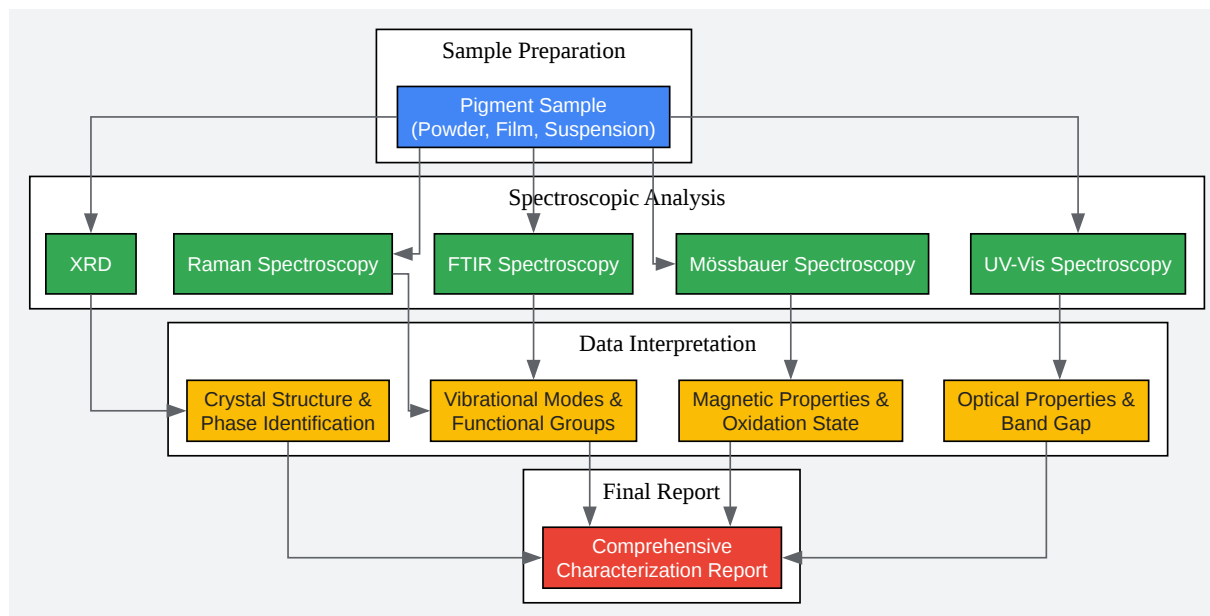 Sample Preparation
Pigment Sample
(Powder, Film, Suspension)
Spectroscopic Analysis
XRD
Raman Spectroscopy
FTIR Spectroscopy
Mössbauer Spectroscopy
UV-Vis Spectroscopy
Data Interpretation
Crystal Structure &
Phase Identification
Vibrational Modes &
Functional Groups
Magnetic Properties &
Oxidation State
Optical Properties &
Band Gap
Final Report
Comprehensive
Characterization Report